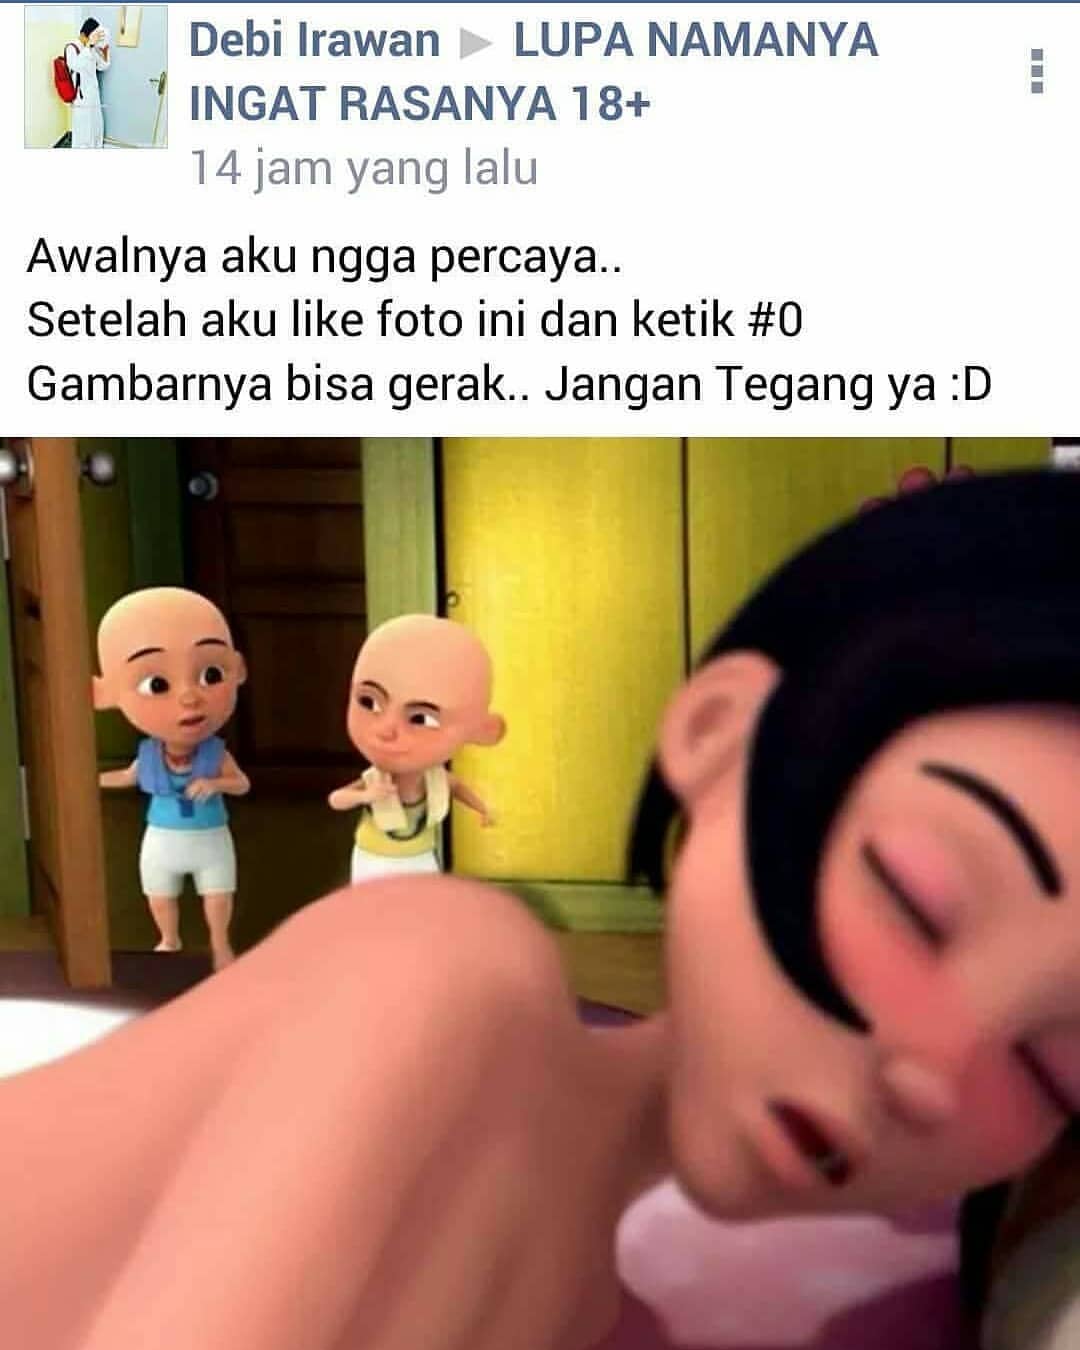 Debi Irawan ▶ LUPA NAMANYA
INGAT RASANYA 18+
14 jam yang lalu
Awalnya aku ngga percaya..
Setelah aku like foto ini dan ketik #0
Gambarnya bisa gerak.. Jangan Tegang ya :D